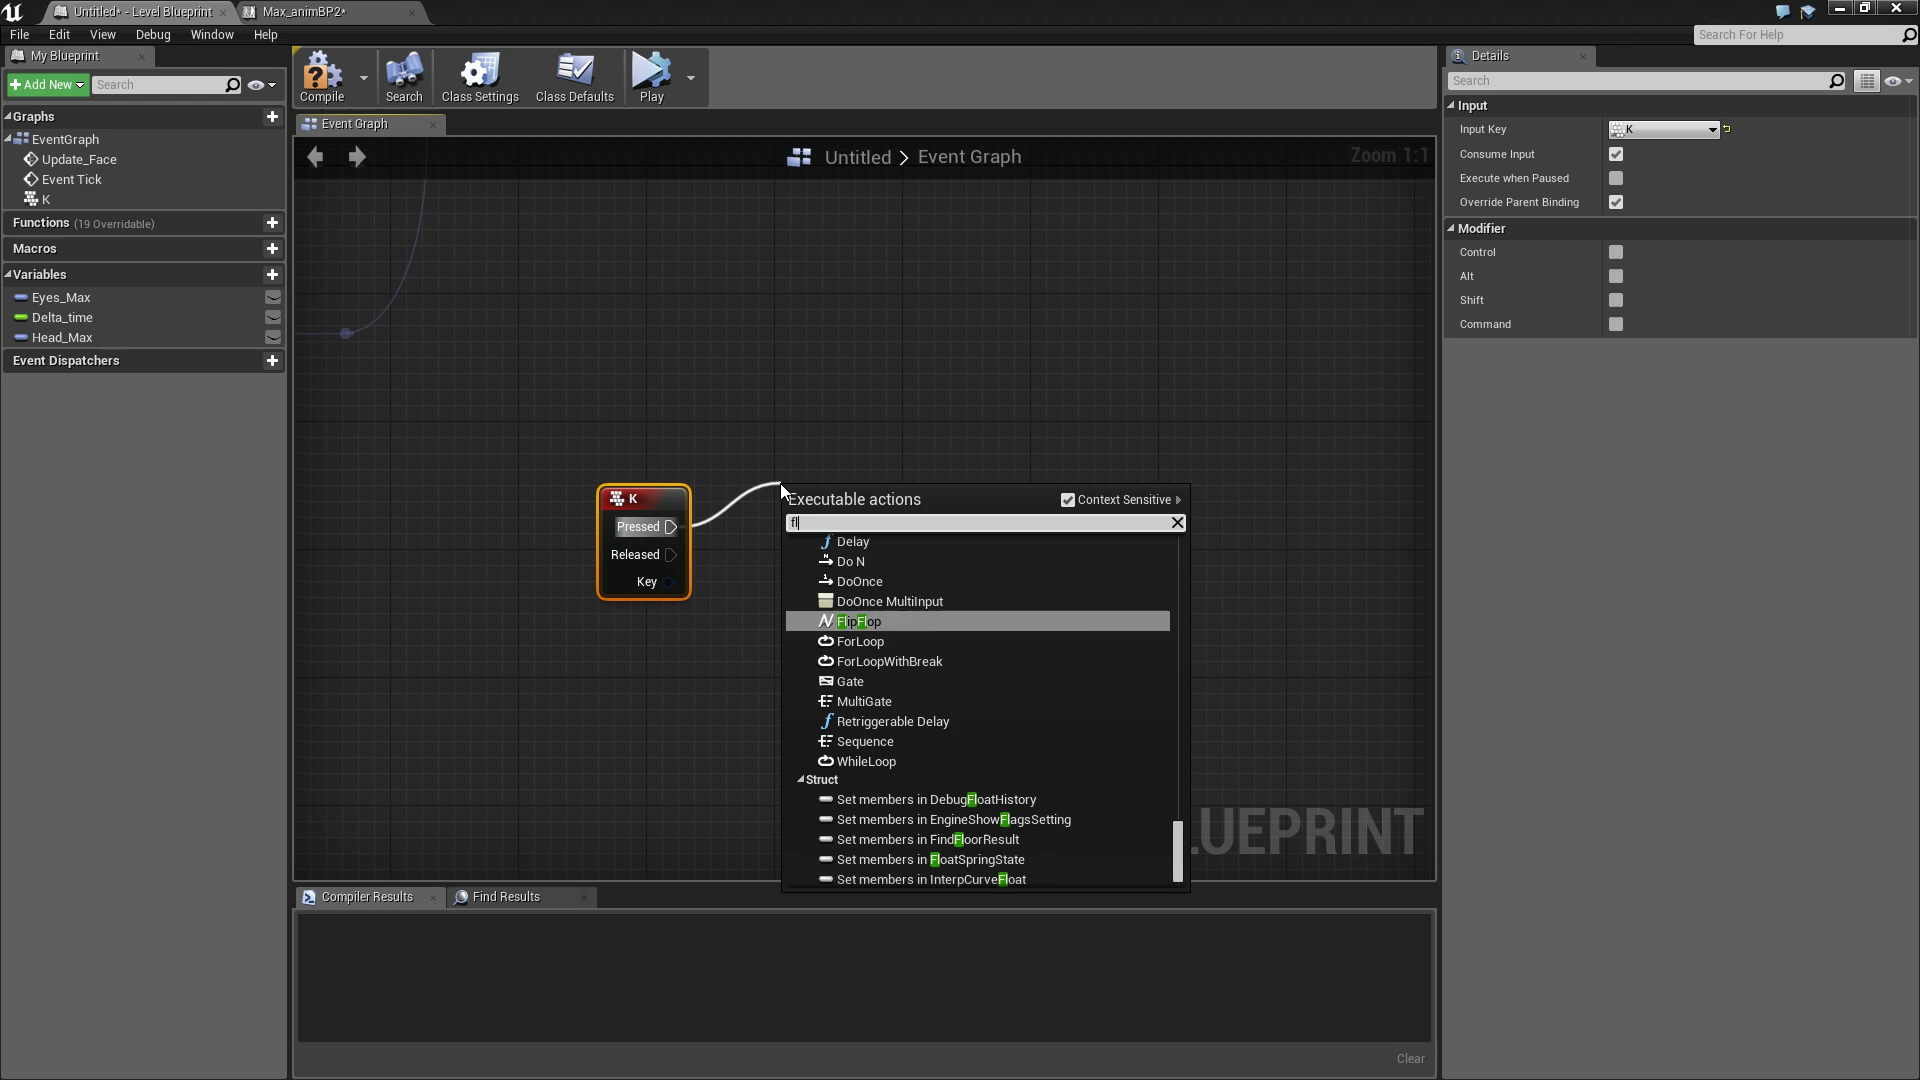 Untitled* - Level Blueprint
Max_animBP2*
File Edit View Debug Window Help
Search For Help
My Blueprint
Add New
Search
Graphs
EventGraph
Update_Face
Event Tick
K
Functions (19 Overridable)
Macros
Variables
Eyes_Max
Delta_time
Head_Max
Event Dispatchers
Compile
Search
Class Settings
Class Defaults
Play
Event Graph
Untitled > Event Graph
Zoom 1:1
K
Pressed
Released
Key
Executable actions
Context Sensitive
fl
Delay
Do N
DoOnce
DoOnce MultiInput
FlipFlop
ForLoop
ForLoopWithBreak
Gate
MultiGate
Retriggerable Delay
Sequence
WhileLoop
Struct
Set members in DebugFloatHistory
Set members in EngineShowFlagsSetting
Set members in FindFloorResult
Set members in FloatSpringState
Set members in InterpCurveFloat
LUEPRINT
Compiler Results
Find Results
Clear
Details
Search
Input
Input Key
K
Consume Input
Execute when Paused
Override Parent Binding
Modifier
Control
Alt
Shift
Command